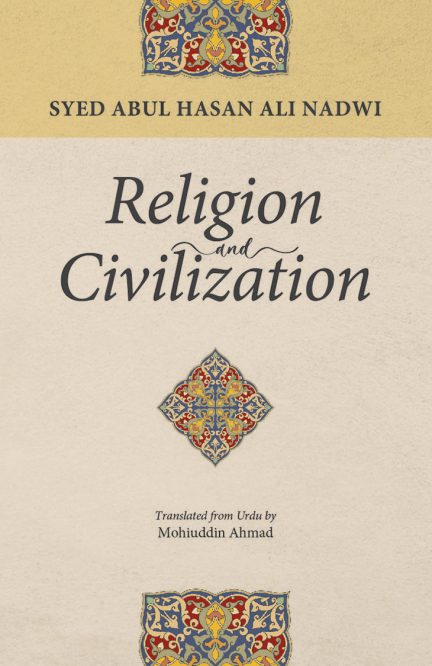 SYED ABUL HASAN ALI NADWI
Religion
and
Civilization
Translated from Urdu by
Mohiuddin Ahmad